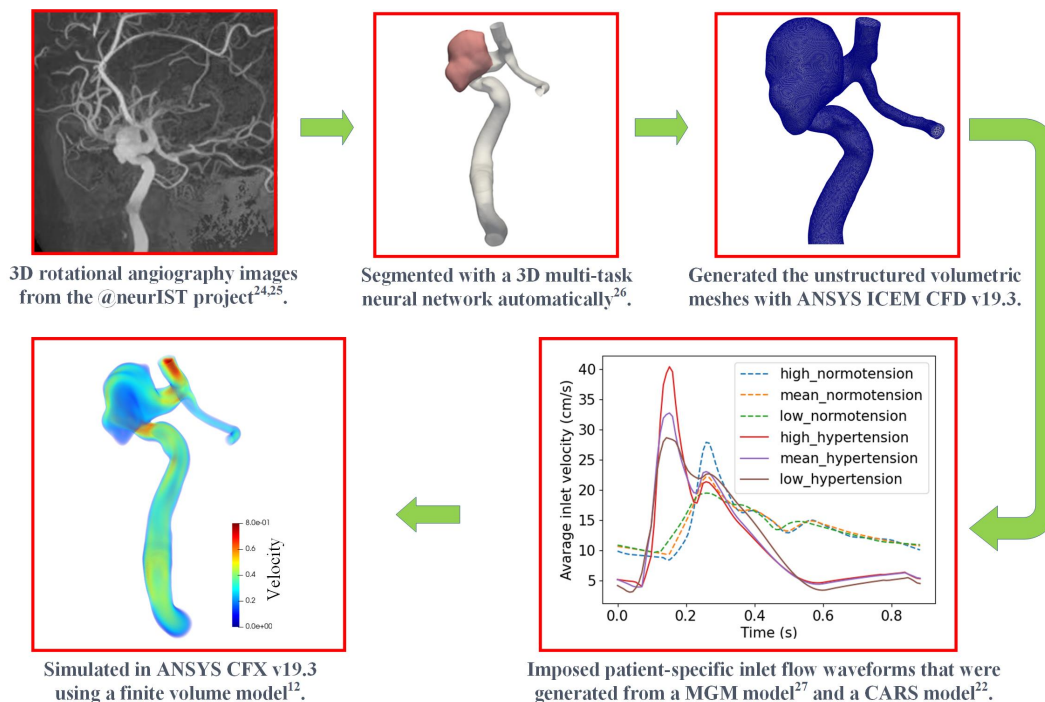 3D rotational angiography images
from the @neurIST project24,25.
Segmented with a 3D multi-task
neural network automatically26.
Generated the unstructured volumetric
meshes with ANSYS ICEM CFD v19.3.
8.0e-01
0.6
0.4
0.2
0.0e+00
Velocity
Simulated in ANSYS CFX v19.3
using a finite volume model12.
Avarage inlet velocity (cm/s)
40
35
30
25
20
15
10
5
high_normotension
mean_normotension
low_normotension
high_hypertension
mean_hypertension
low_hypertension
0.0 0.2 0.4 0.6 0.8
Time (s)
Imposed patient-specific inlet flow waveforms that were
generated from a MGM model27 and a CARS model22.